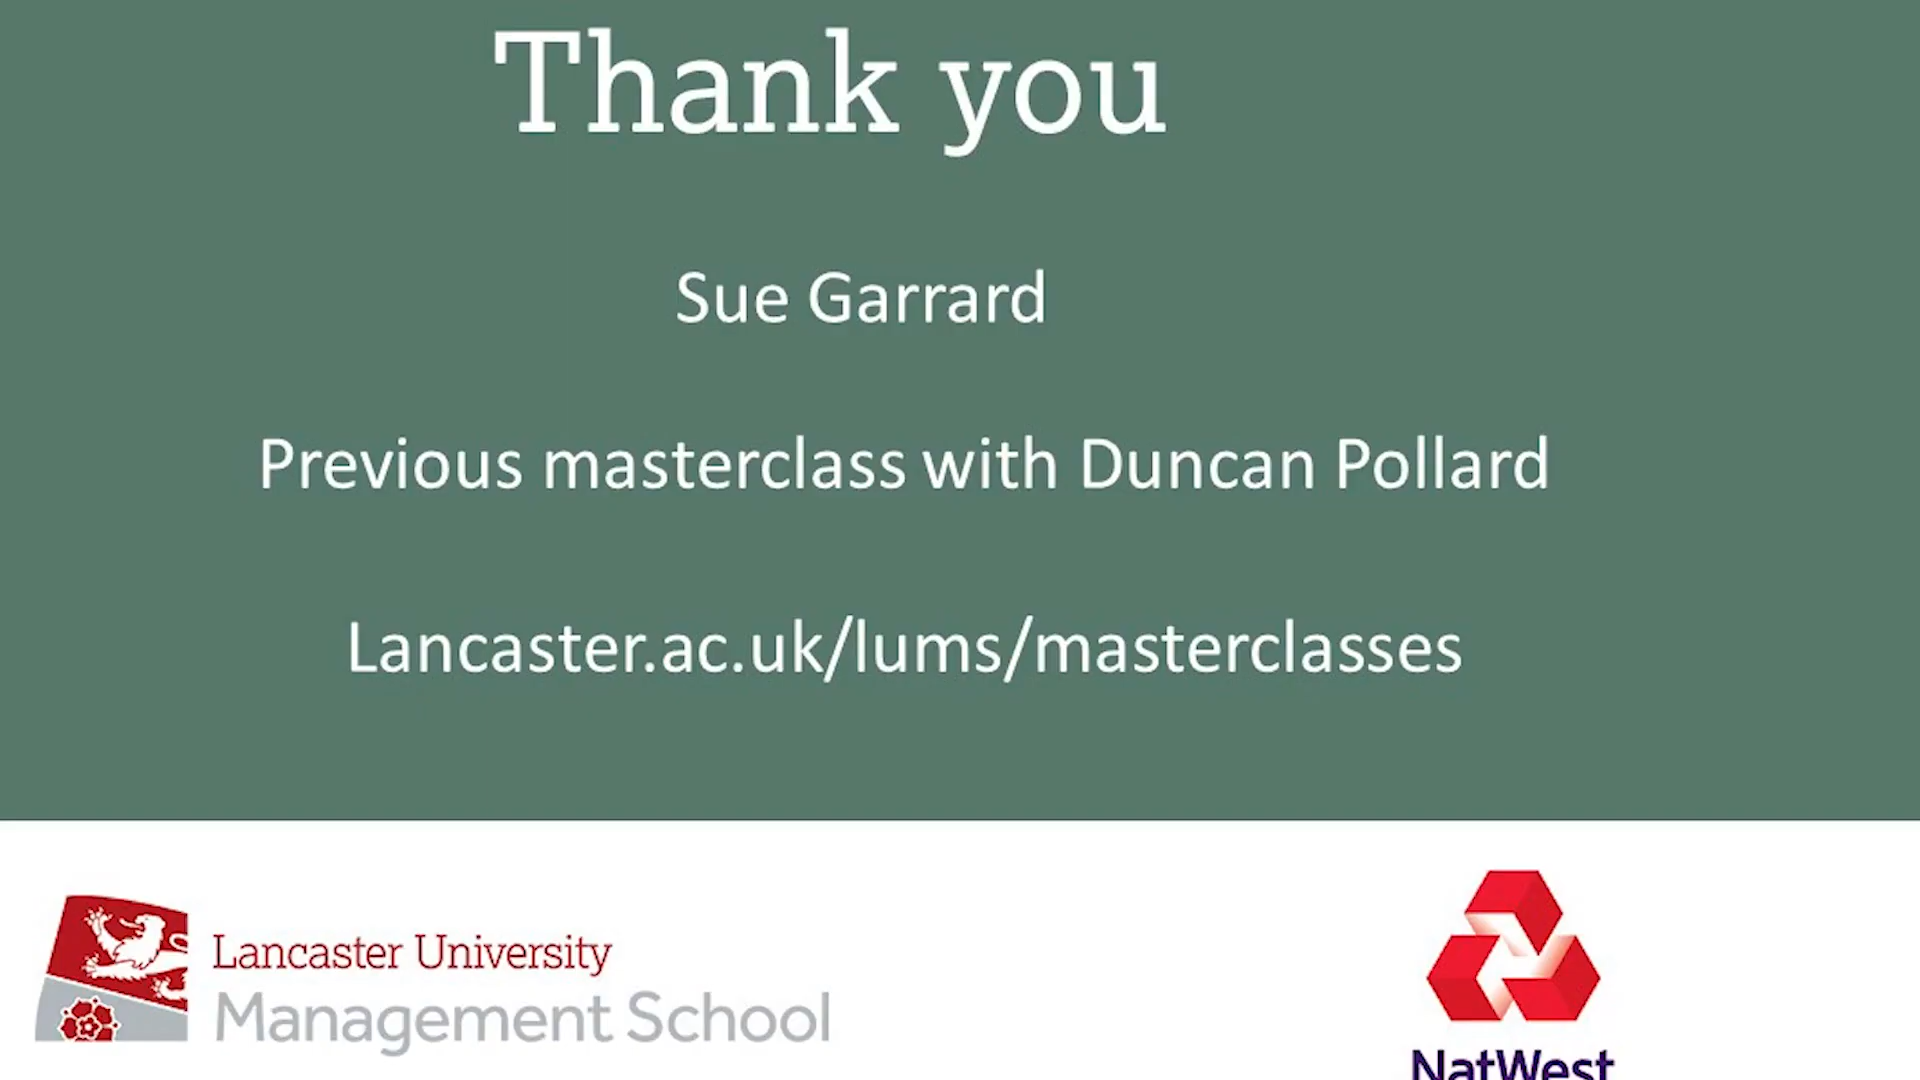 Thank you
Sue Garrard
Previous masterclass with Duncan Pollard
Lancaster.ac.uk/lums/masterclasses
Lancaster University
Management School
NatWest